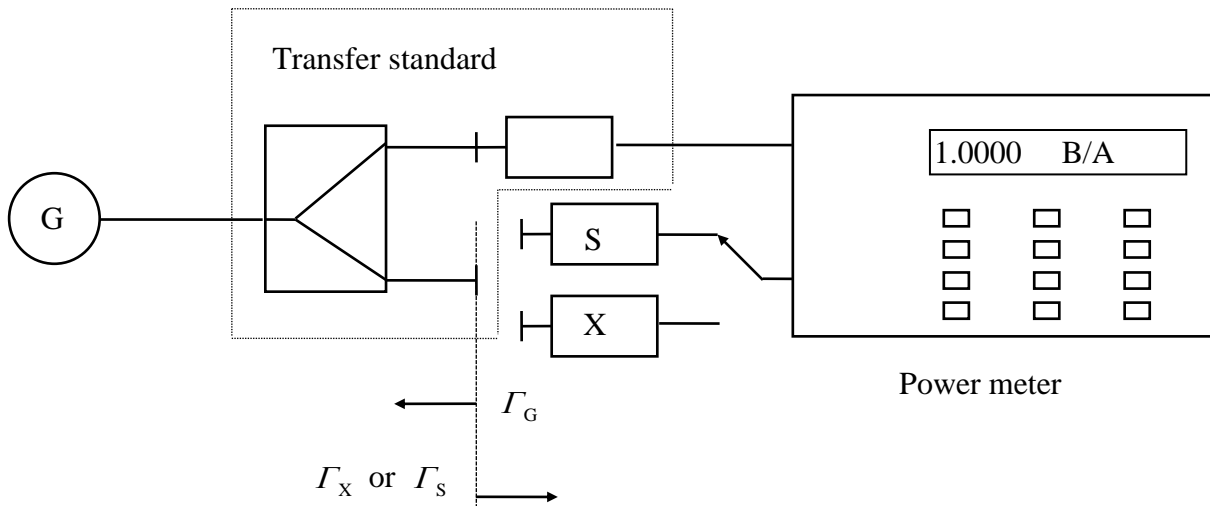 Transfer standard
1.0000 B/A
G
S
X
Power meter
Γ_G
Γ_X or Γ_S